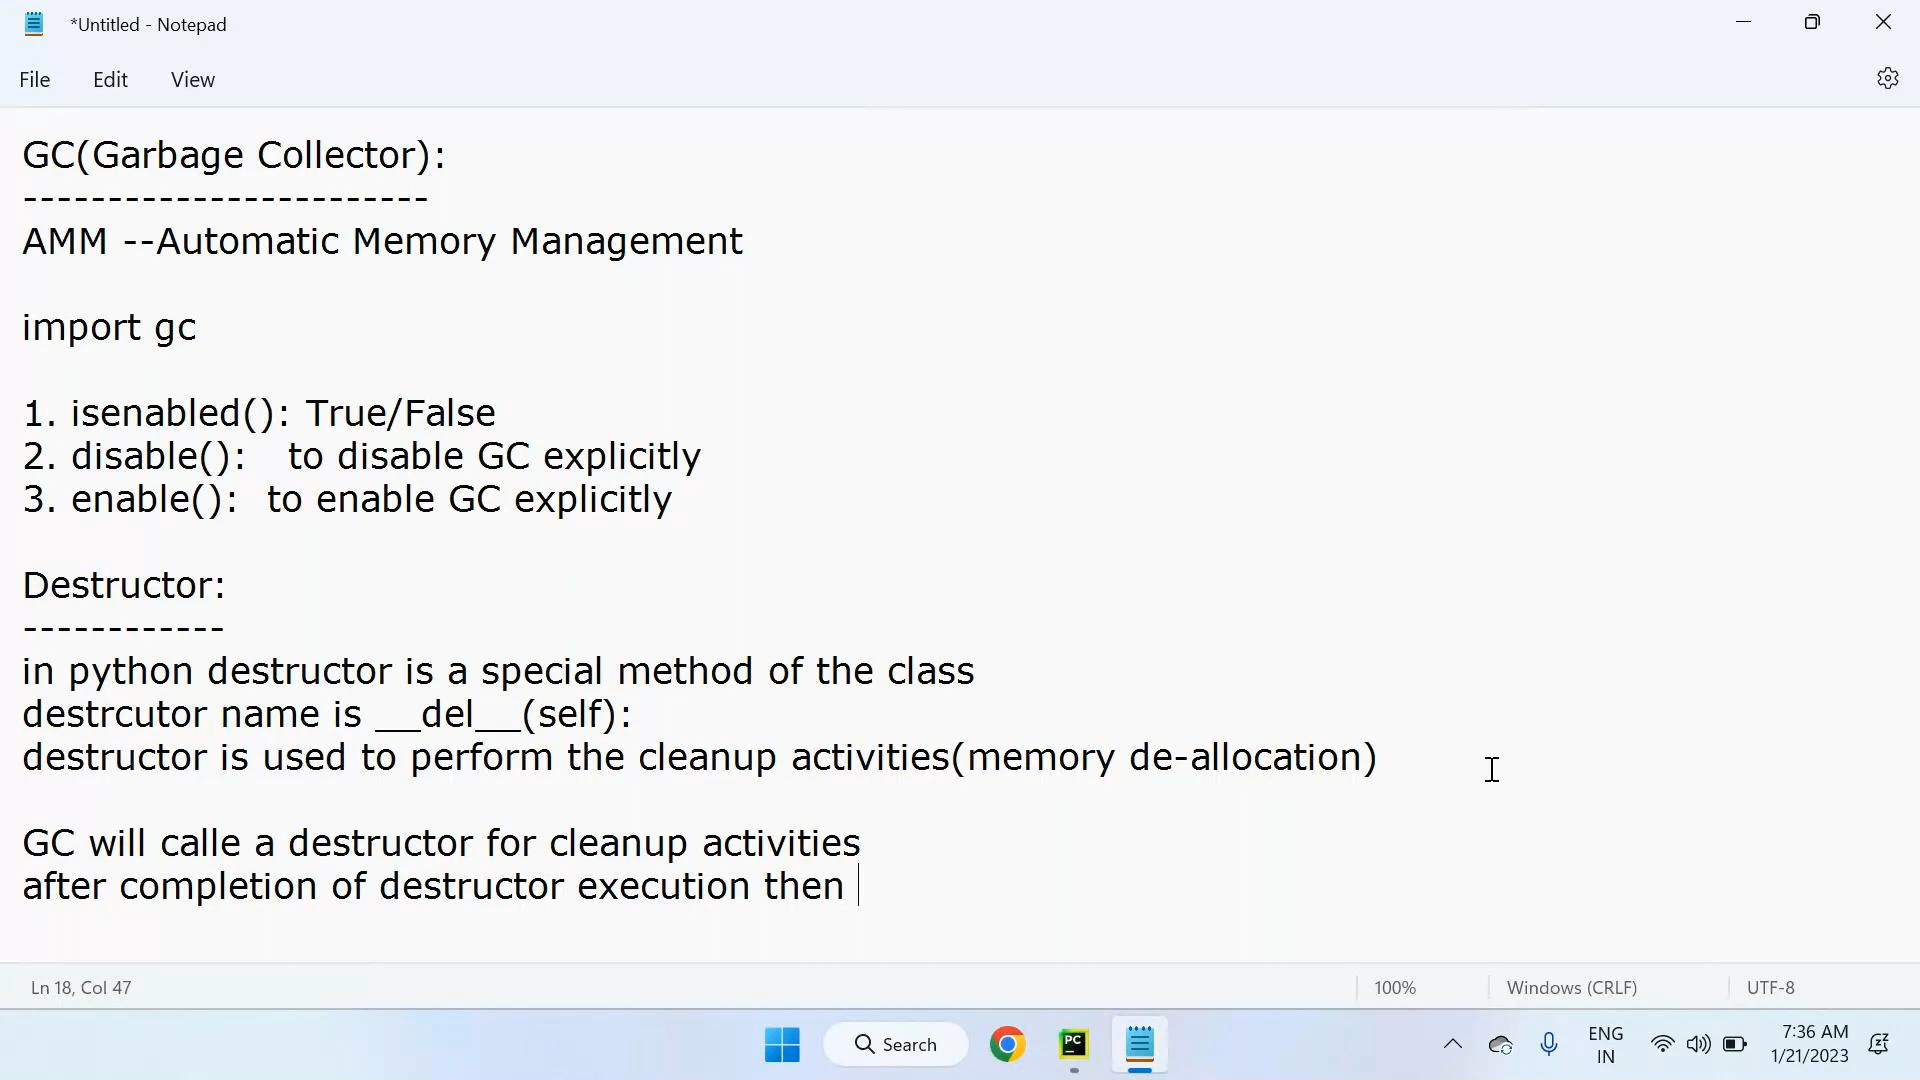 *Untitled - Notepad
File Edit View
GC(Garbage Collector):
------------------------
AMM --Automatic Memory Management
import gc
1. isenabled(): True/False
2. disable():   to disable GC explicitly
3. enable():  to enable GC explicitly
Destructor:
------------
in python destructor is a special method of the class
destrcutor name is __del__(self):
destructor is used to perform the cleanup activities(memory de-allocation)
GC will calle a destructor for cleanup activities
after completion of destructor execution then
Ln 18, Col 47 100% Windows (CRLF) UTF-8
Search PC ENG IN 7:36 AM 1/21/2023